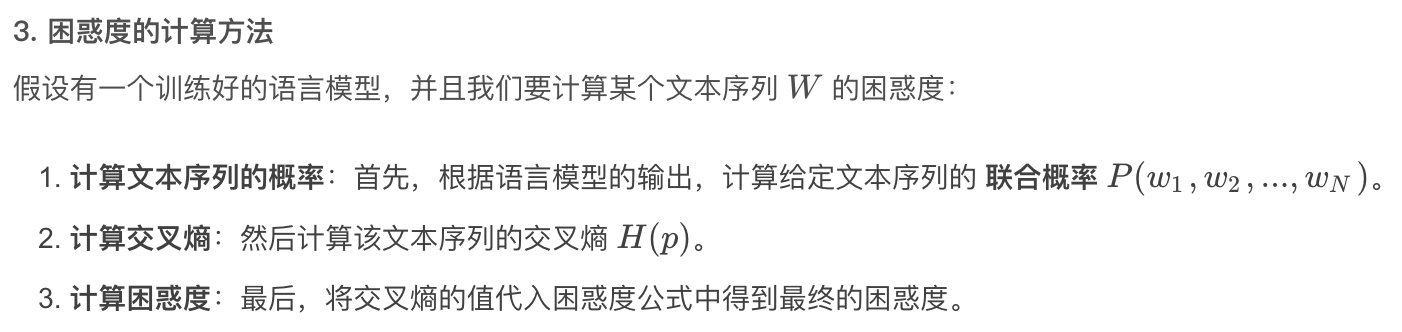 3. 困惑度的计算方法
假设有一个训练好的语言模型，并且我们要计算某个文本序列 W 的困惑度：
1. 计算文本序列的概率：首先，根据语言模型的输出，计算给定文本序列的 联合概率 P(w₁, w₂, ..., w_N)。
2. 计算交叉熵：然后计算该文本序列的交叉熵 H(p)。
3. 计算困惑度：最后，将交叉熵的值代入困惑度公式中得到最终的困惑度。